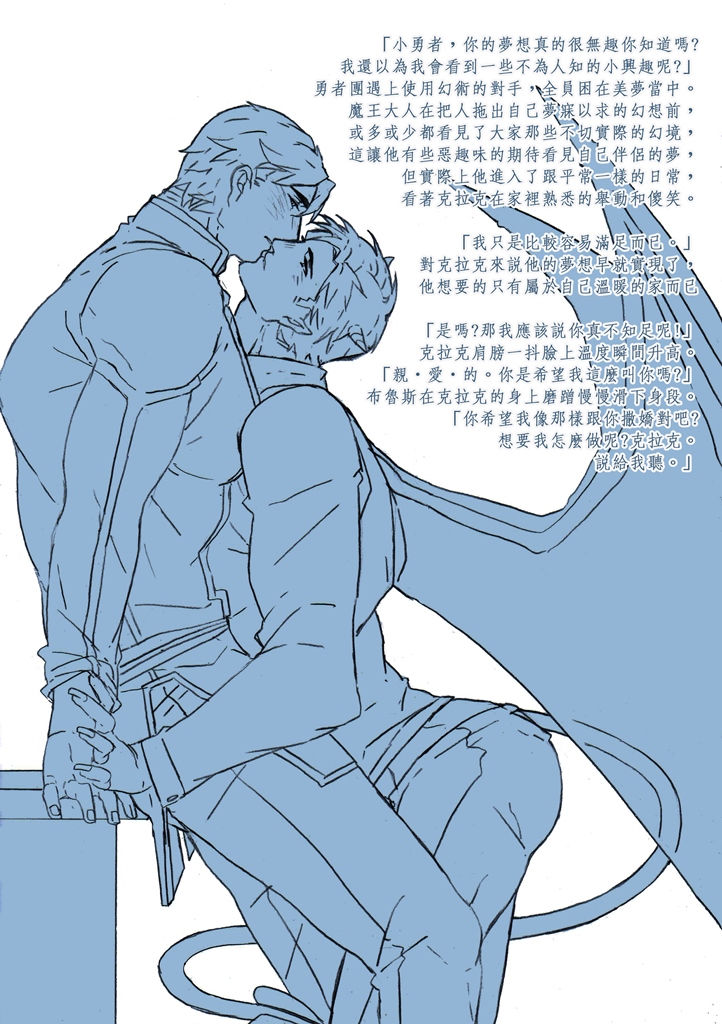 「小勇者，你的夢想真的很無趣你知道嗎?
我還以為我會看到一些不為人知的小興趣呢?」
勇者團遇上使用幻術的對手，全員困在美夢當中。
魔王大人在把人拖出自己夢寐以求的幻想前，
或多或少都看見了大家那些不切實際的幻境，
這讓他有些惡趣味的期待看見自己伴侶的夢，
但實際上他進入了跟平常一樣的日常，
看著克拉克在家裡熟悉的舉動和傻笑。
「我只是比較容易滿足而已。」
對克拉克來說他的夢想早就實現了，
他想要的只有屬於自己溫暖的家而已
「是嗎?那我應該説你真不知足呢!」
克拉克肩膀一抖臉上溫度瞬間升高。
「親·愛·的。你是希望我這麼叫你嗎?」
布魯斯在克拉克的身上磨蹭慢慢滑下身段。
「你希望我像那樣跟你撒嬌對吧?
想要我怎麼做呢?克拉克。
説給我聽。」